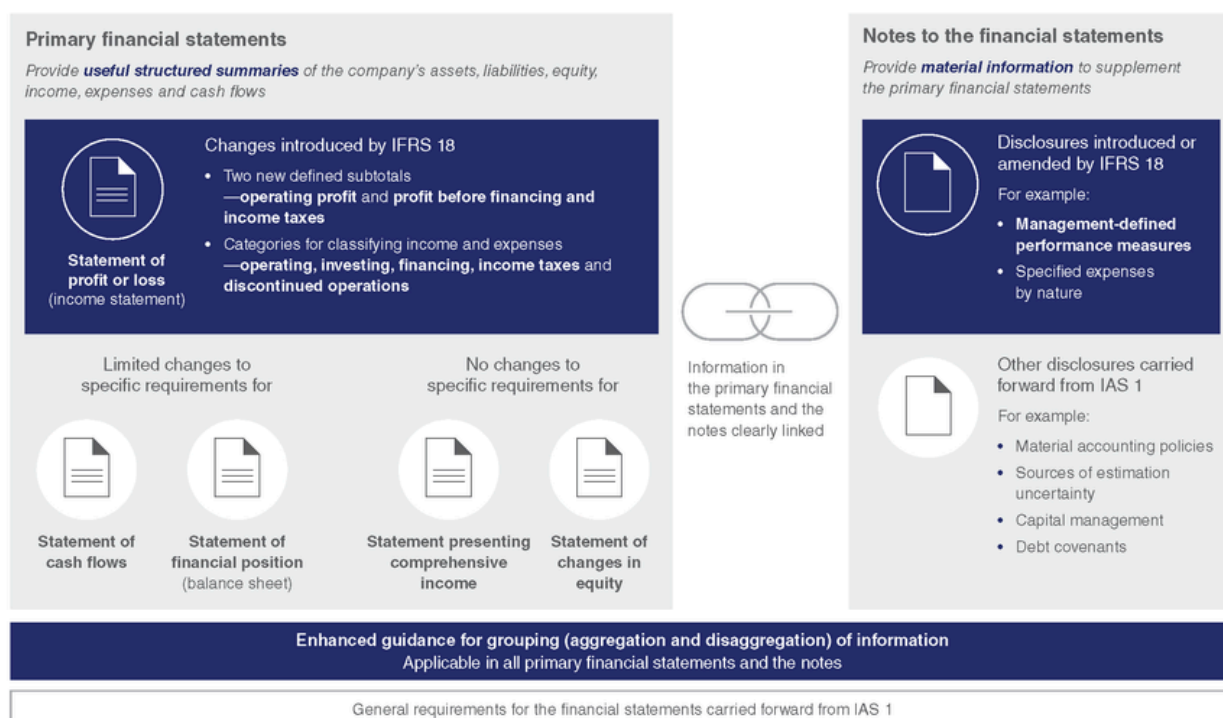 Primary financial statements
Provide useful structured summaries of the company's assets, liabilities, equity,
income, expenses and cash flows
Statement of
profit or loss
(income statement)
Changes introduced by IFRS 18
• Two new defined subtotals
—operating profit and profit before financing and
income taxes
• Categories for classifying income and expenses
—operating, investing, financing, income taxes and
discontinued operations
Limited changes to
specific requirements for
Statement of
cash flows
Statement of
financial position
(balance sheet)
No changes to
specific requirements for
Statement presenting
comprehensive
income
Statement of
changes in
equity
Information in
the primary financial
statements and the
notes clearly linked
Notes to the financial statements
Provide material information to supplement
the primary financial statements
Disclosures introduced or
amended by IFRS 18
For example:
• Management-defined
performance measures
• Specified expenses
by nature
Other disclosures carried
forward from IAS 1
For example:
• Material accounting policies
• Sources of estimation
uncertainty
• Capital management
• Debt covenants
Enhanced guidance for grouping (aggregation and disaggregation) of information
Applicable in all primary financial statements and the notes
General requirements for the financial statements carried forward from IAS 1